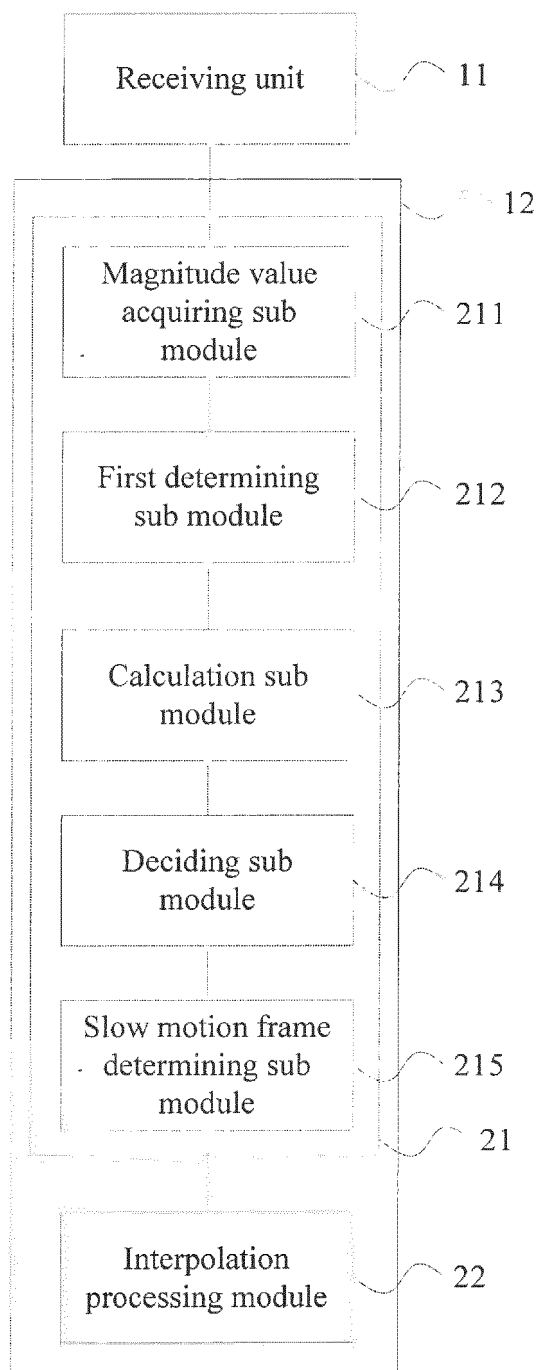 Receiving unit
11
12
Magnitude value
acquiring sub
module
211
First determining
sub module
212
Calculation sub
module
213
Deciding sub
module
214
Slow motion frame
determining sub
module
215
21
Interpolation
processing module
22